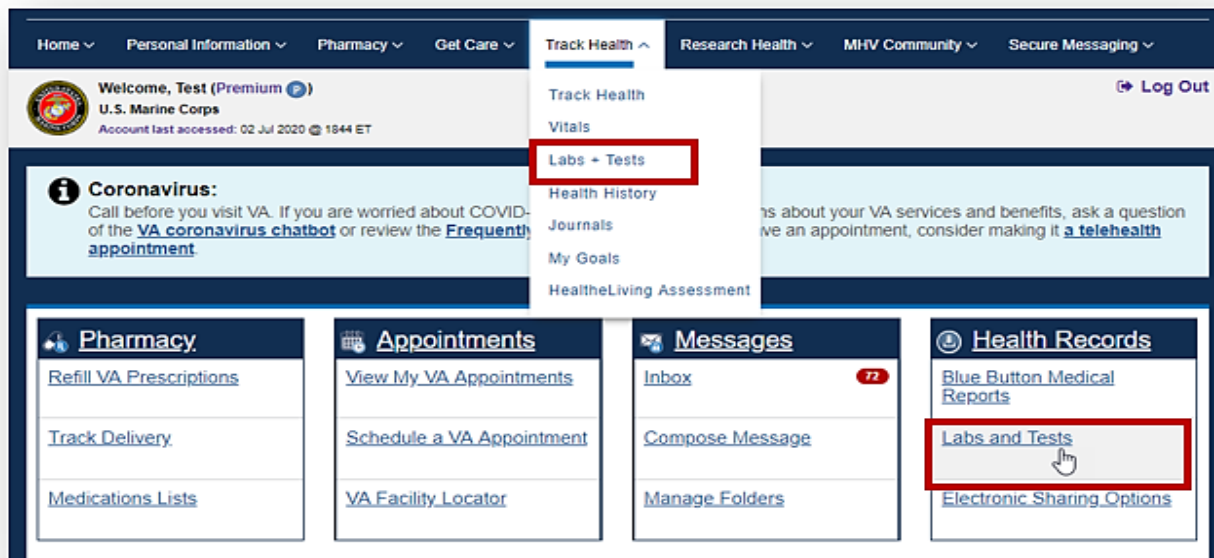 Home Personal Information Pharmacy Get Care Track Health Research Health MHV Community Secure Messaging
Welcome, Test (Premium P)
U.S. Marine Corps
Account last accessed: 02 Jul 2020 @ 1844 ET
Log Out
Track Health
Vitals
Labs + Tests
Health History
Journals
My Goals
HealtheLiving Assessment
Coronavirus:
Call before you visit VA. If you are worried about COVID- ns about your VA services and benefits, ask a question
of the VA coronavirus chatbot or review the Frequently ve an appointment, consider making it a telehealth
appointment.
Pharmacy
Refill VA Prescriptions
Track Delivery
Medications Lists
Appointments
View My VA Appointments
Schedule a VA Appointment
VA Facility Locator
Messages
Inbox 72
Compose Message
Manage Folders
Health Records
Blue Button Medical
Reports
Labs and Tests
Electronic Sharing Options